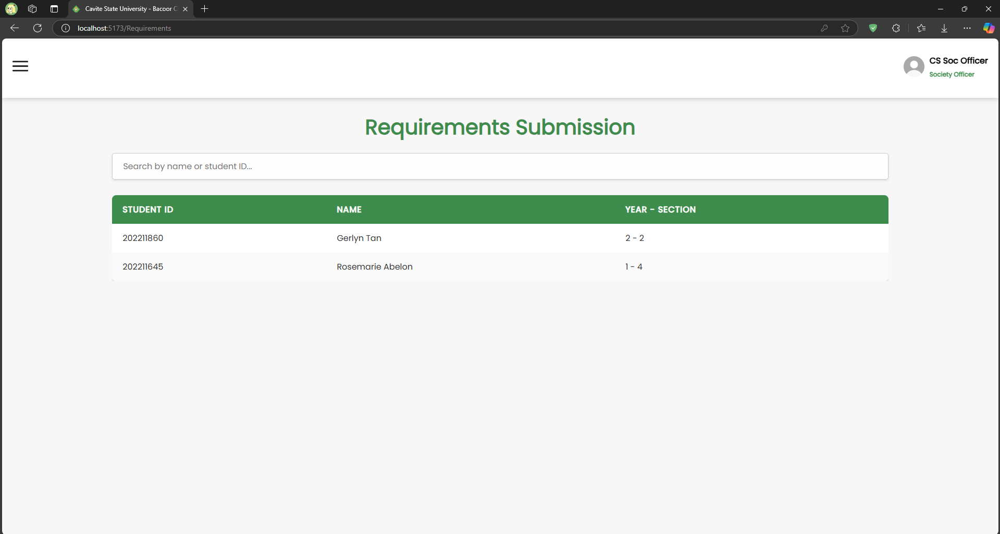 Cavite State University - Bacoor C
localhost:5173/Requirements
CS Soc Officer
Society Officer
Requirements Submission
Search by name or student ID...
STUDENT ID NAME YEAR - SECTION
202211860 Gerlyn Tan 2 - 2
202211645 Rosemarie Abelon 1 - 4